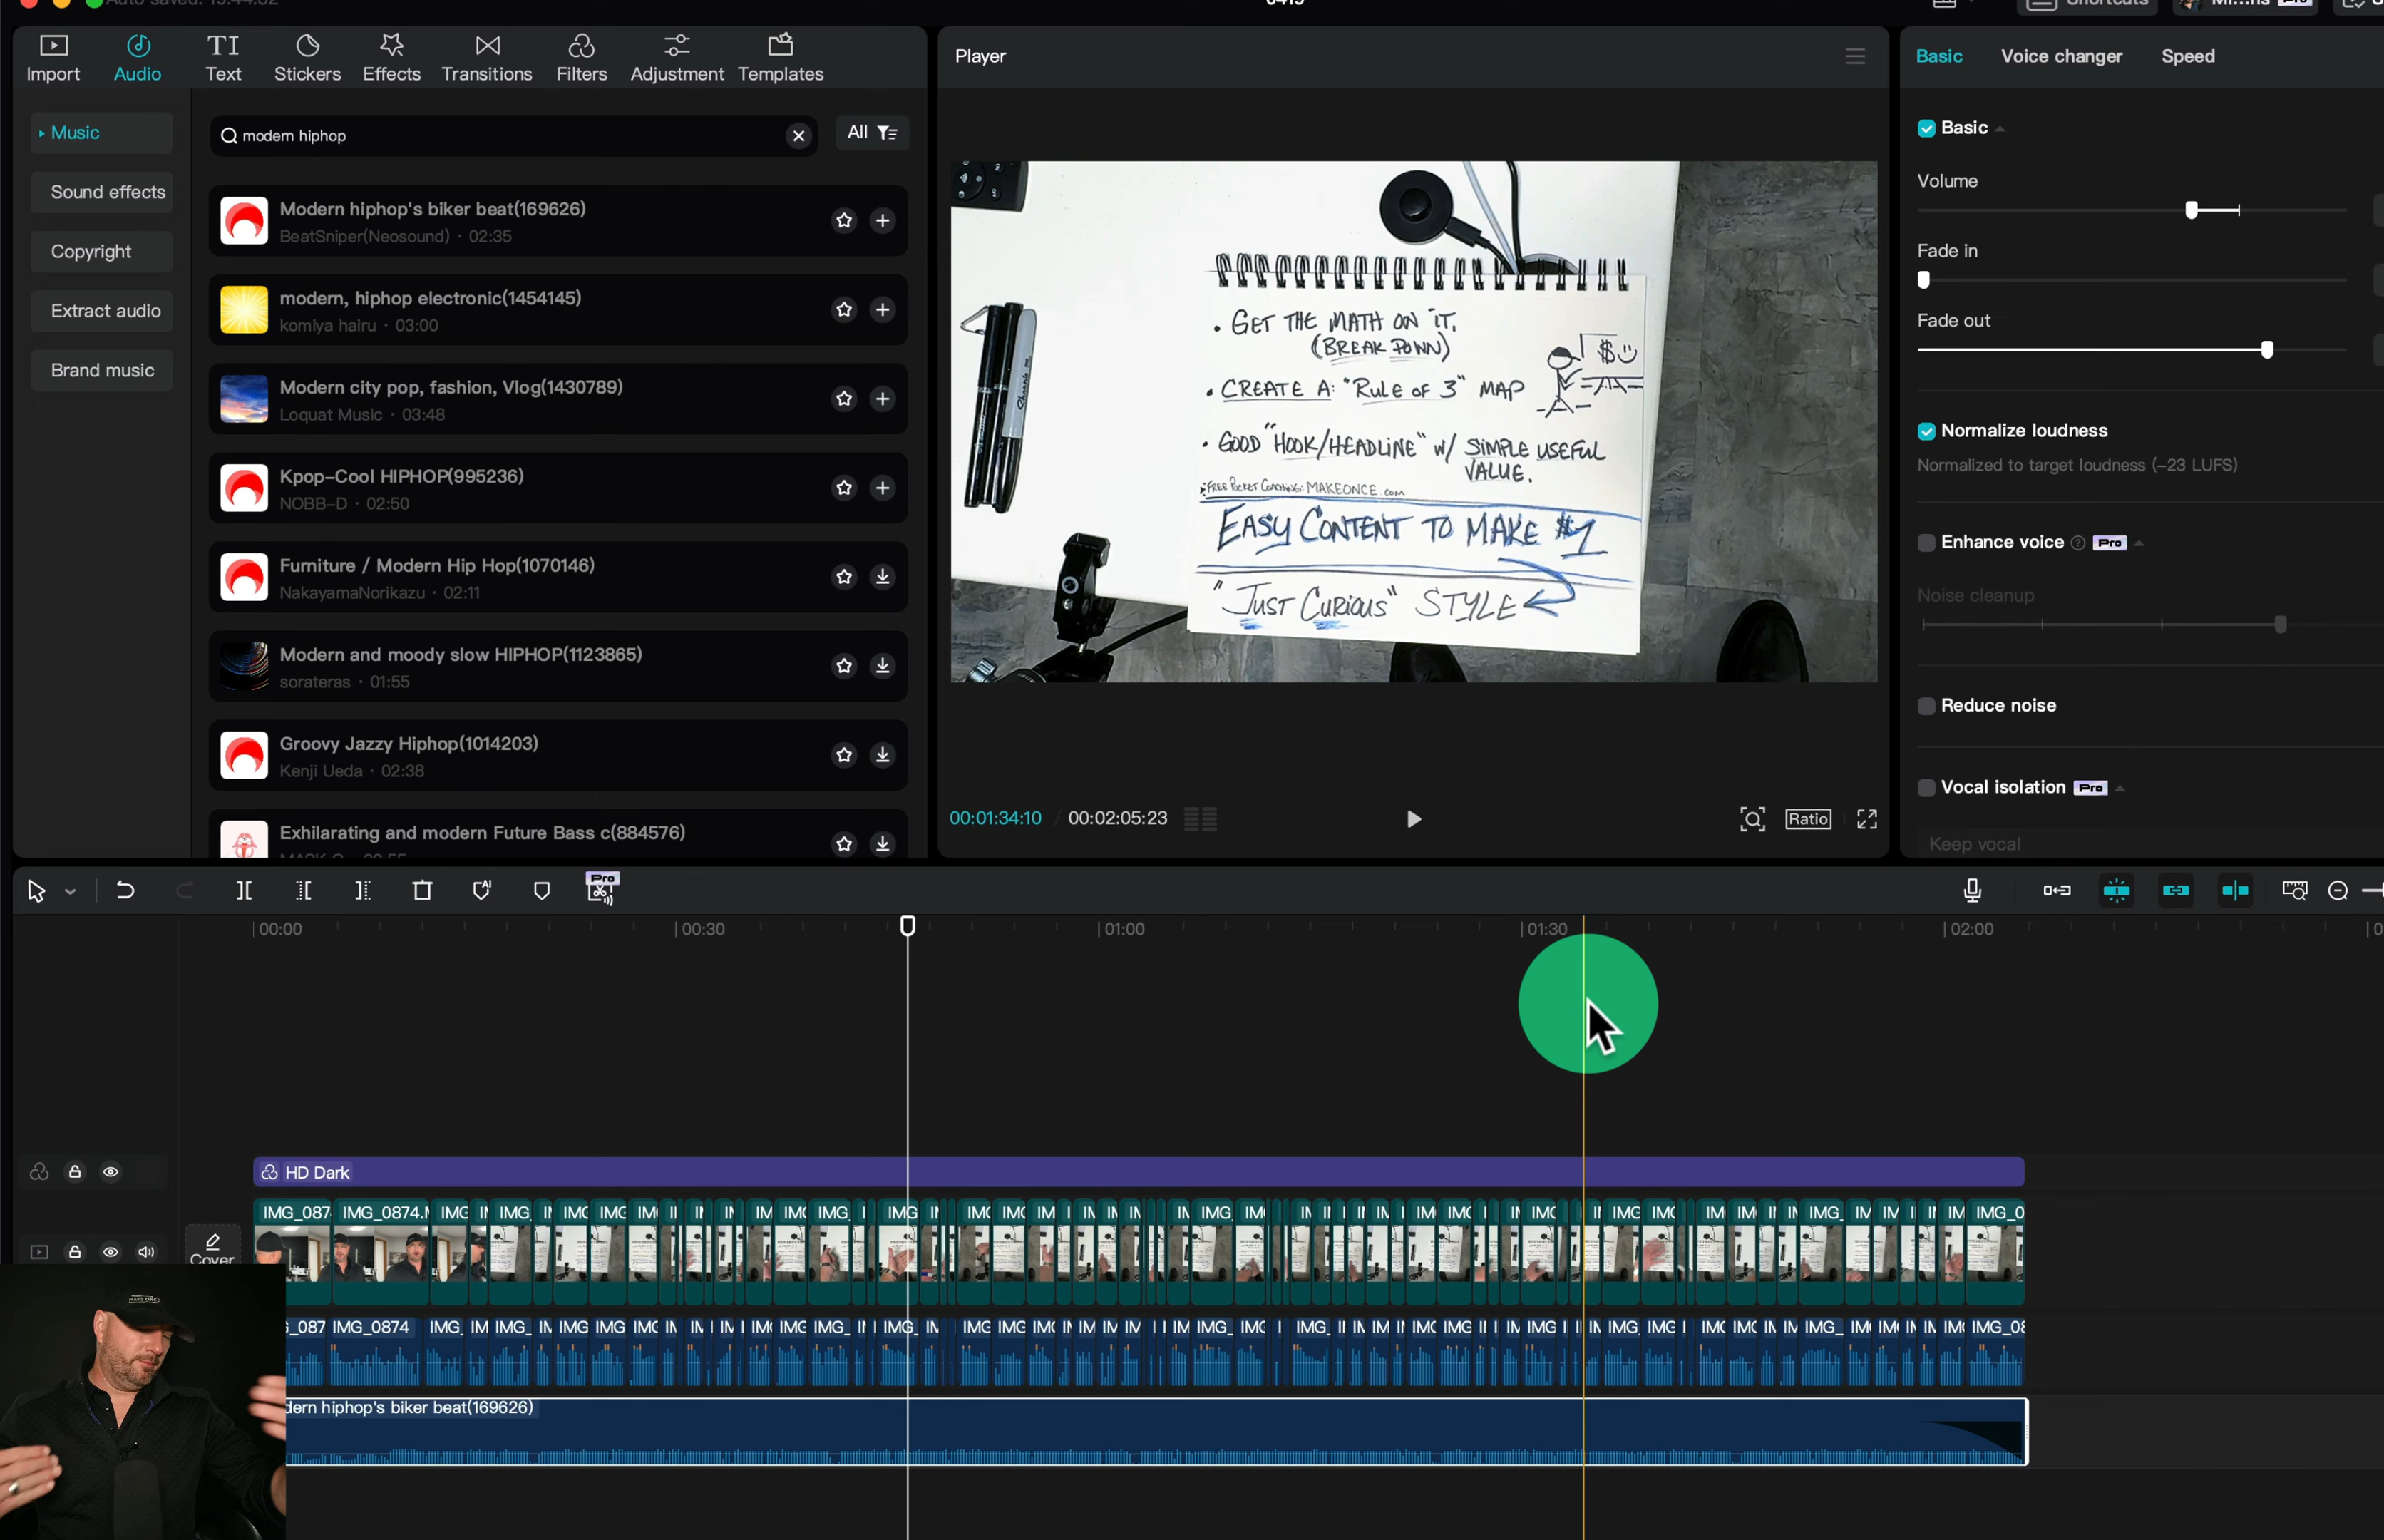 Import
Audio
Text
Stickers
Effects
Transitions
Filters
Adjustment
Templates
Music
Sound effects
Copyright
Extract audio
Brand music
modern hiphop
All
Modern hiphop's biker beat(169626)
BeatSniper(Neosound) · 02:35
modern, hiphop electronic(1454145)
komiya hairu · 03:00
Modern city pop, fashion, Vlog(1430789)
Loquat Music · 03:48
Kpop-Cool HIPHOP(995236)
NOBB-D · 02:50
Furniture / Modern Hip Hop(1070146)
NakayamaNorikazu · 02:11
Modern and moody slow HIPHOP(1123865)
sorateras · 01:55
Groovy Jazzy Hiphop(1014203)
Kenji Ueda · 02:38
Exhilarating and modern Future Bass c(884576)
Player
• GET THE MATH ON IT.
(BREAK DOWN)
• CREATE A: "RULE OF 3" MAP
$
• GOOD "HOOK/HEADLINE" W/ SIMPLE USEFUL
VALUE.
FREE POCKET COACHING: MAKEONCE.com
EASY CONTENT TO MAKE $1
"JUST CURIOUS" STYLE
00:01:34:10 / 00:02:05:23
Ratio
Shortcuts
Basic
Voice changer
Speed
Basic
Volume
Fade in
Fade out
Normalize loudness
Normalized to target loudness (-23 LUFS)
Enhance voice Pro
Noise cleanup
Reduce noise
Vocal isolation Pro
Keep vocal
Pro
00:00
00:30
01:00
01:30
02:00
HD Dark
IMG_087 IMG_0874.
Cover
IMG_0874
dern hiphop's biker beat(169626)